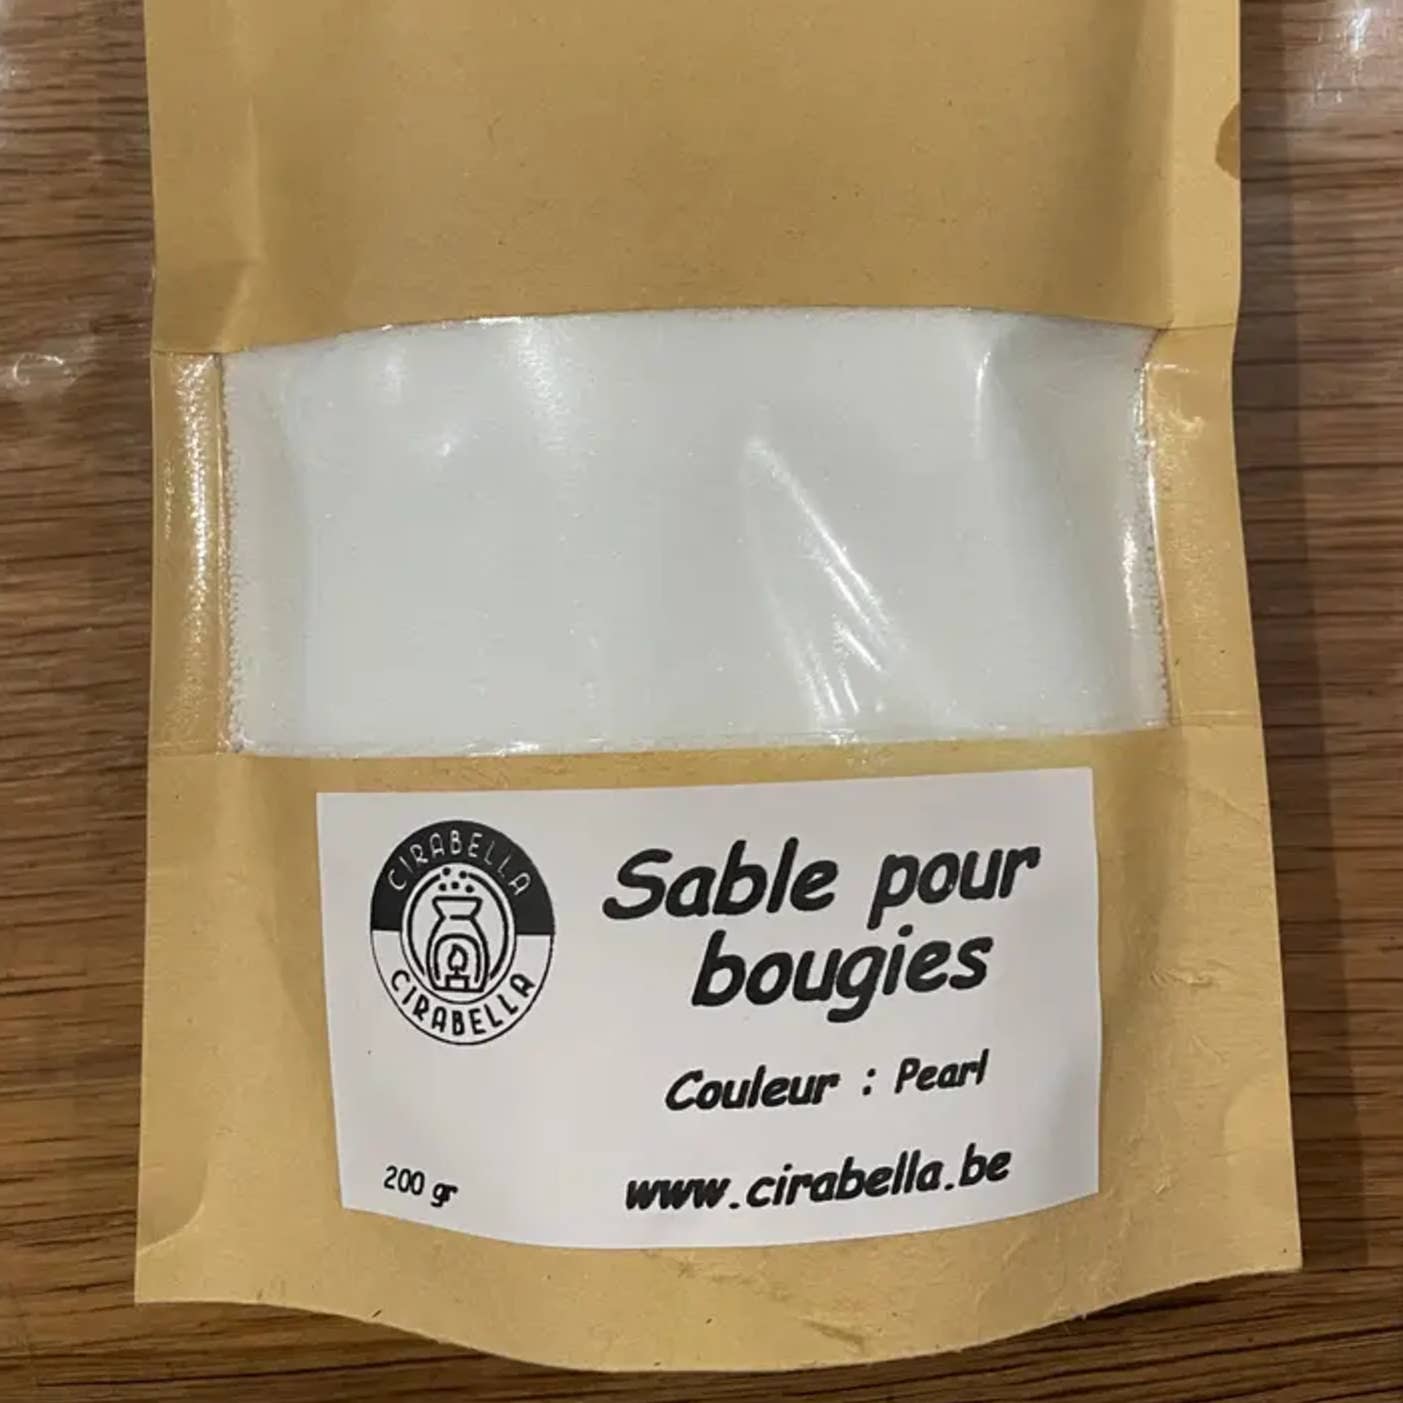 CIRABELLA
CIRABELLA
Sable pour
bougies
Couleur : Pearl
200 gr
www.cirabella.be